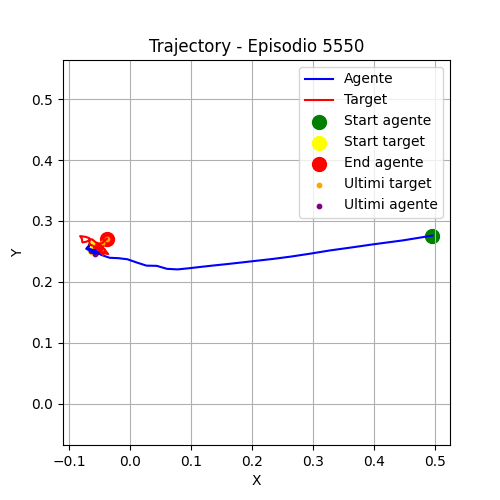 Trajectory - Episodio 5550
Agente
Target
Start agente
Start target
End agente
Ultimi target
Ultimi agente
0.5
0.4
0.3
0.2
0.1
0.0
Y
−0.1 0.0 0.1 0.2 0.3 0.4 0.5
X